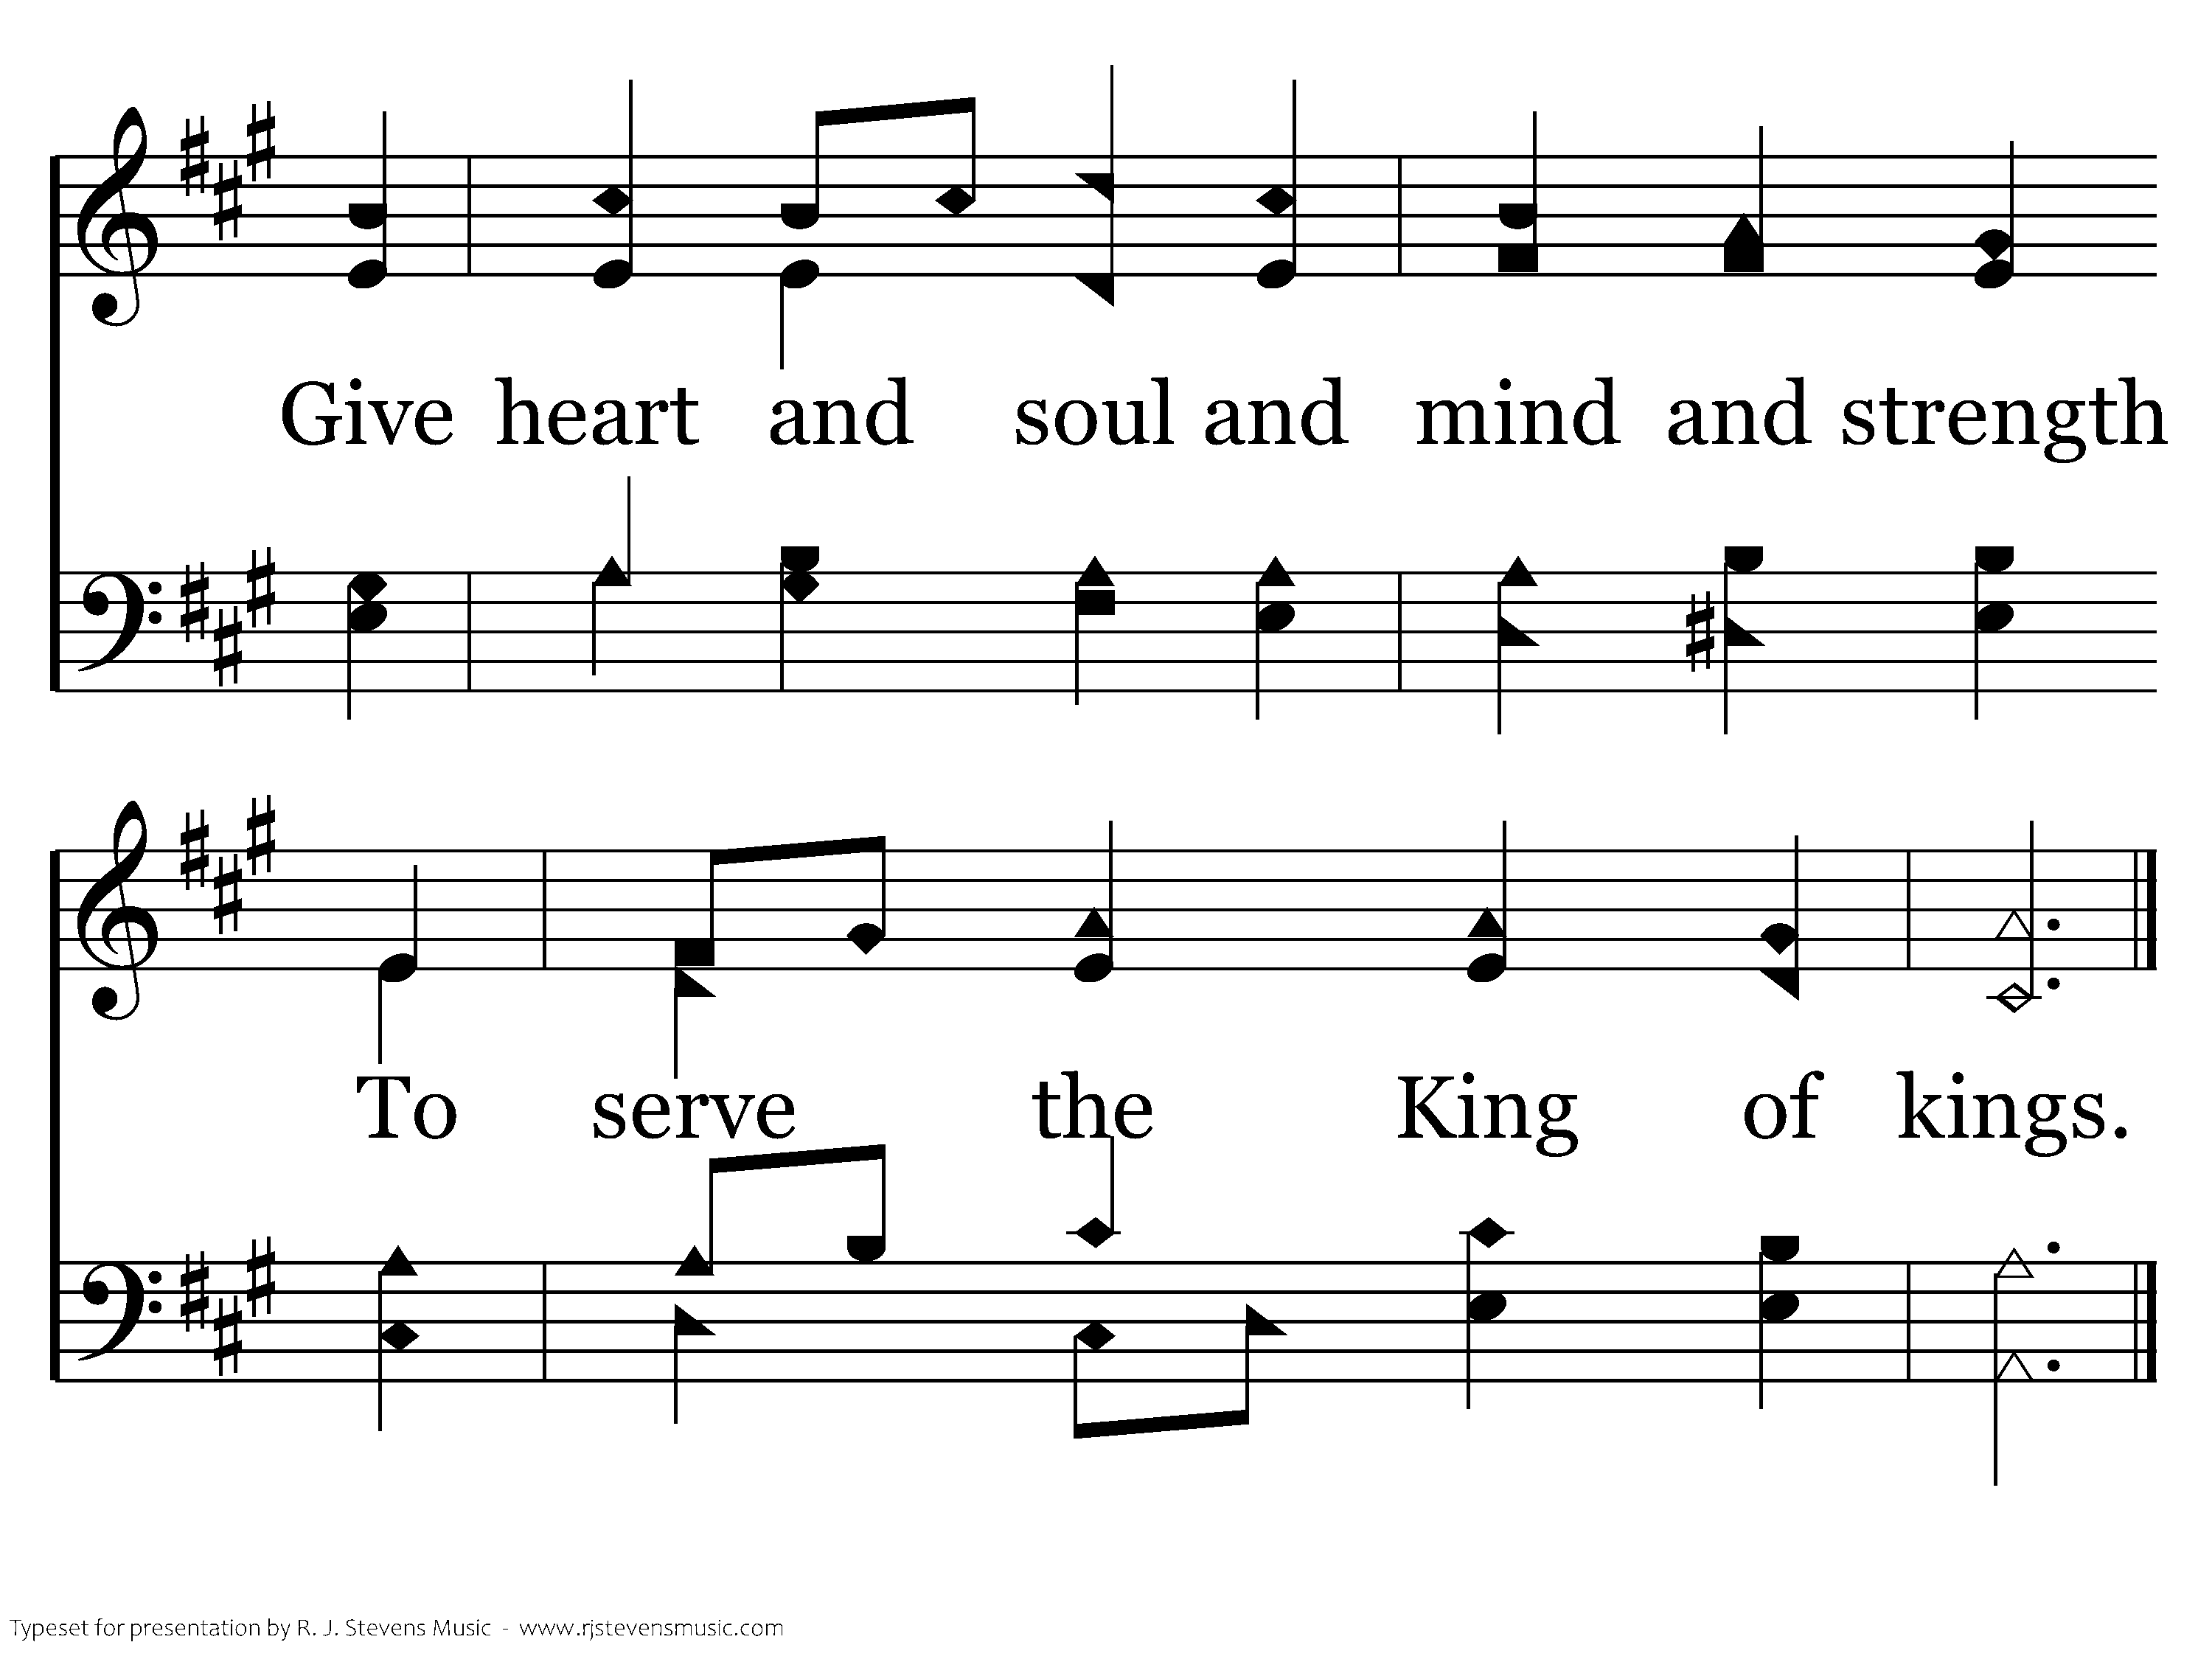 Give heart and soul and mind and strength
To serve the King of kings.
Typeset for presentation by R. J. Stevens Music - www.rjstevensmusic.com